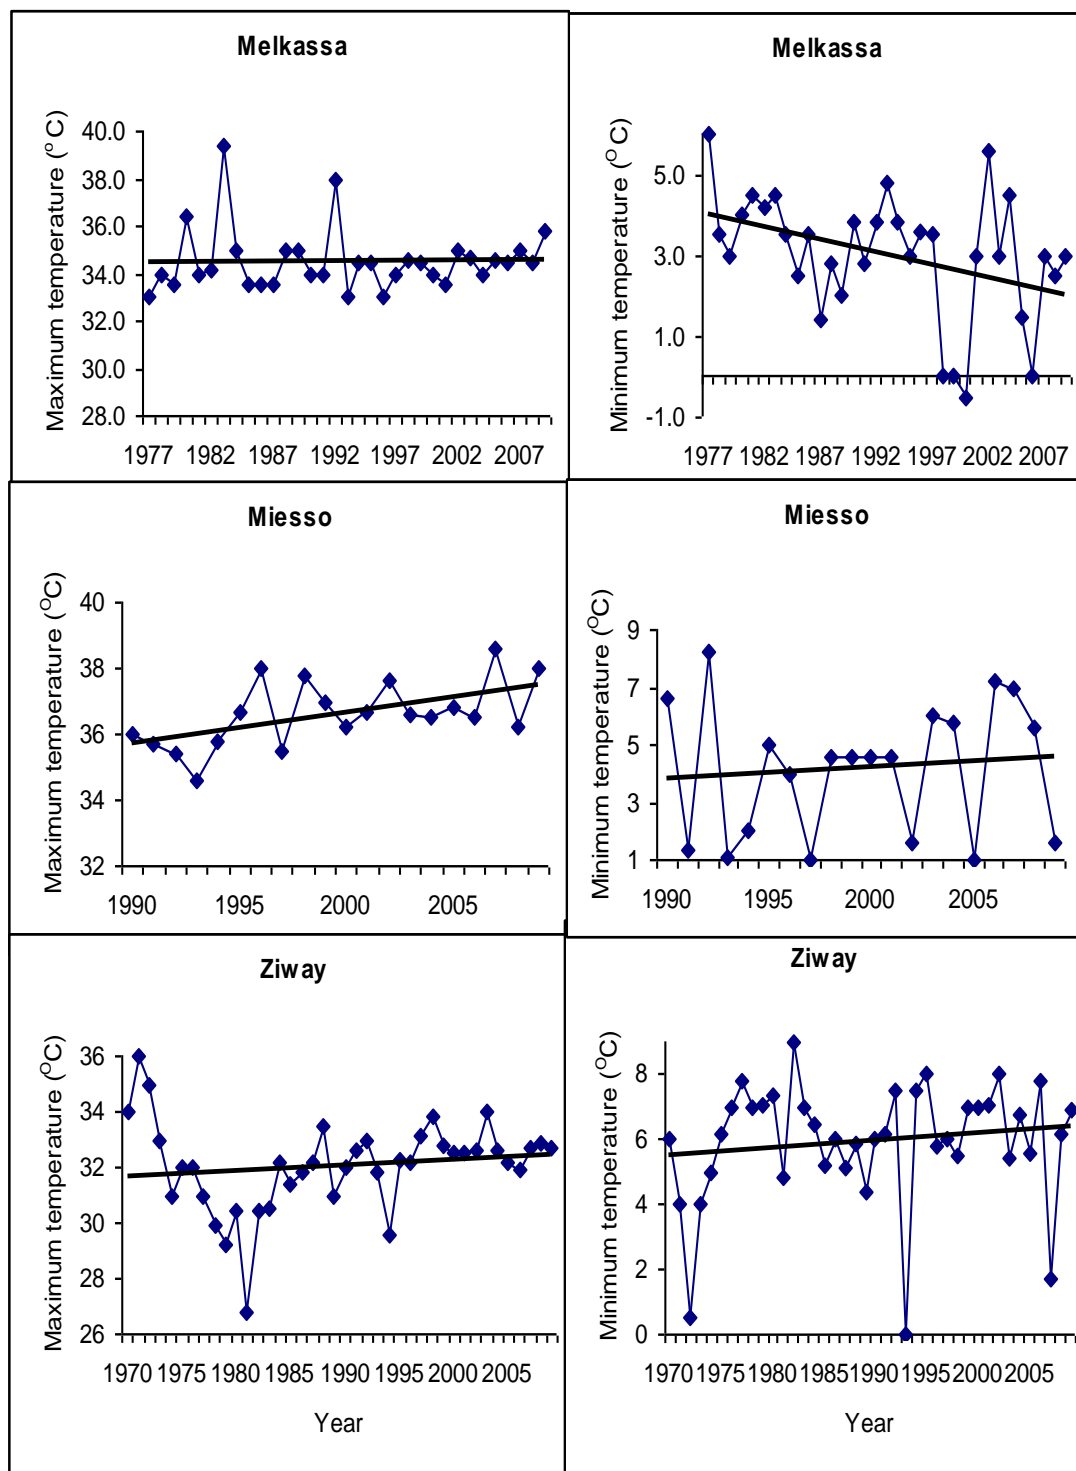 Melkassa
Maximum temperature (° C)
40.0
38.0
36.0
34.0
32.0
30.0
28.0
1977 1982 1987 1992 1997 2002 2007
Melkassa
Minimum temperature (O C)
5.0
3.0
1.0
-1.0
1977 1982 1987 1992 1997 2002 2007
Miesso
Maximum temperature (OC)
40
38
36
34
32
1990 1995 2000 2005
Miesso
Minimum temperature (OC)
9
7
5
3
1
1990 1995 2000 2005
Ziway
Maximum temperature (OC)
36
34
32
30
28
26
1970 1975 1980 1985 1990 1995 2000 2005
Year
Ziway
Minimum temperature (OC)
8
6
4
2
0
1970 1975 1980 1985 1990 1995 2000 2005
Year